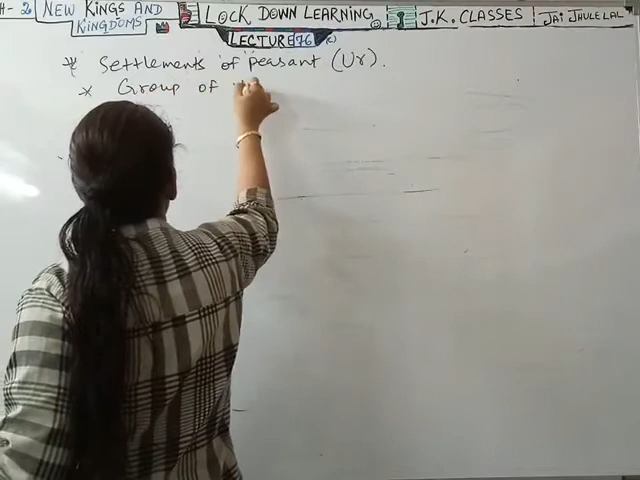 H-2 NEW KINGS AND KINGDOMS
LOCK DOWN LEARNING
J.K. CLASSES
JAI JHULELAL
LECTURE 76 (C)
* Settlements of peasant (Ur).
* Group of